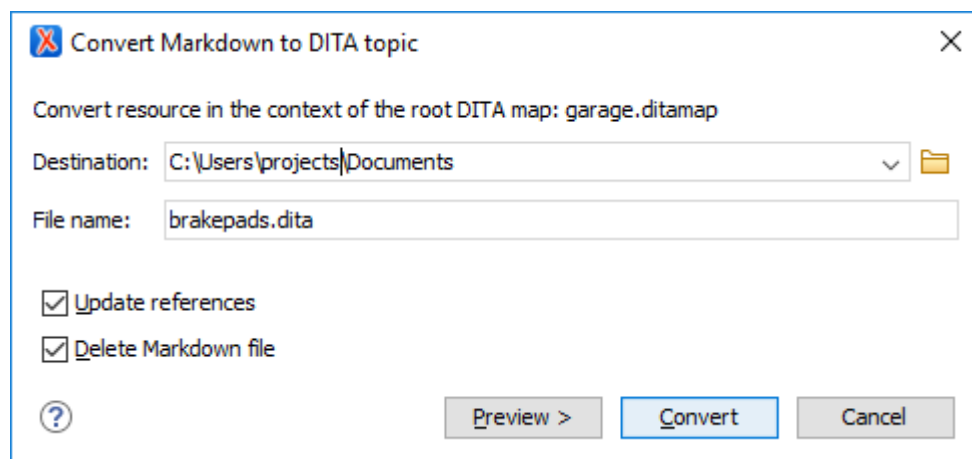 Convert Markdown to DITA topic
Convert resource in the context of the root DITA map: garage.ditamap
Destination: C:\Users\projects\Documents
File name: brakepads.dita
Update references
Delete Markdown file
? Preview > Convert Cancel